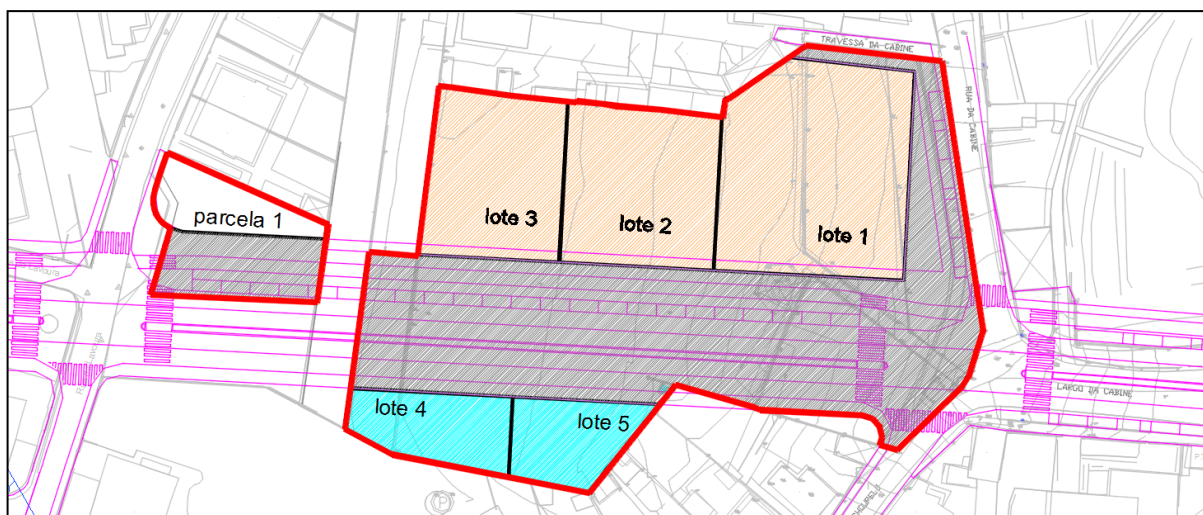 TRAVESSA DA CABINE
RUA DA CABINE
parcela 1
lote 3
lote 2
lote 1
lote 4
lote 5
LARGO DA CABINE